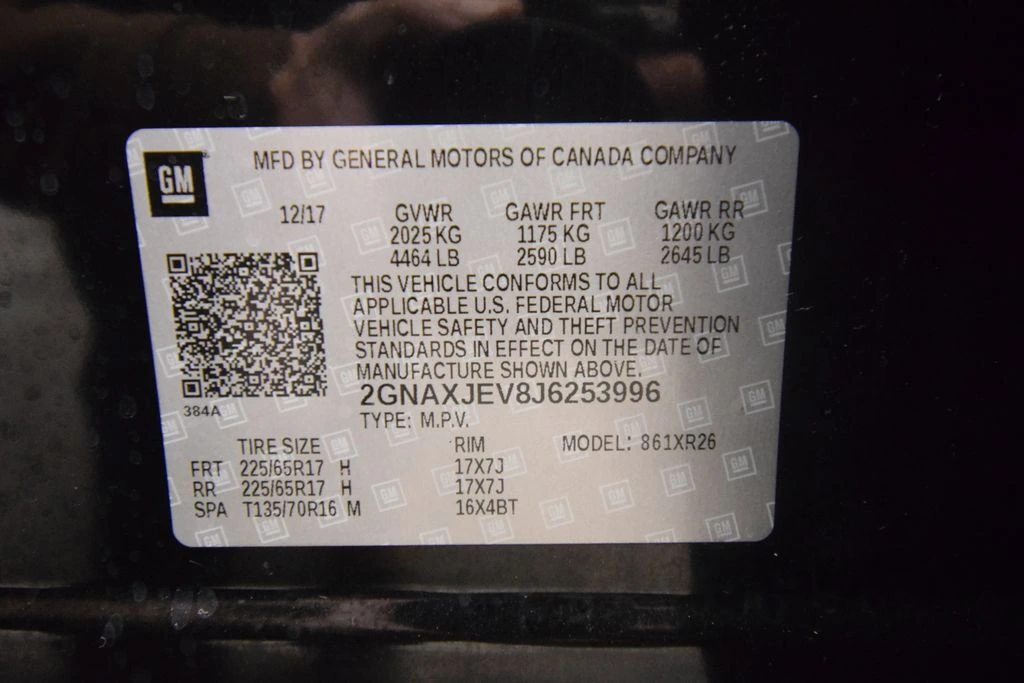 GM
MFD BY GENERAL MOTORS OF CANADA COMPANY
12/17 GVWR GAWR FRT GAWR RR
2025 KG 1175 KG 1200 KG
4464 LB 2590 LB 2645 LB
THIS VEHICLE CONFORMS TO ALL
APPLICABLE U.S. FEDERAL MOTOR
VEHICLE SAFETY AND THEFT PREVENTION
STANDARDS IN EFFECT ON THE DATE OF
MANUFACTURE SHOWN ABOVE.
384A
2GNAXJEV8J6253996
TYPE: M.P.V.
TIRE SIZE RIM MODEL: 861XR26
FRT 225/65R17 H 17X7J
RR 225/65R17 H 17X7J
SPA T135/70R16 M 16X4BT